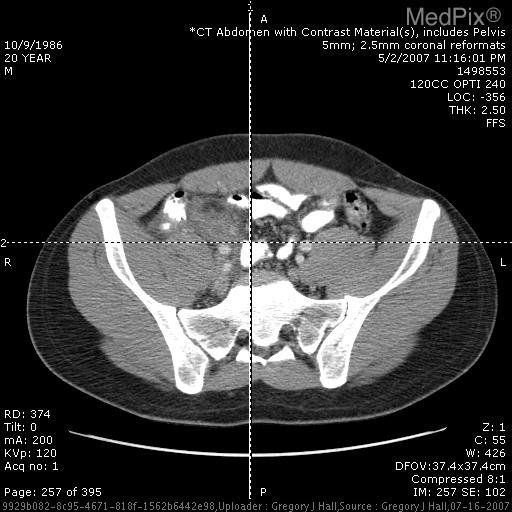 MedPix®
A
*CT Abdomen with Contrast Material(s), includes Pelvis
10/9/1986
5mm; 2.5mm coronal reformats
20 YEAR
5/2/2007 11:16:01 PM
M
1498553
120CC OPTI 240
LOC: -356
THK: 2.50
FFS
2
R
L
RD: 374
Tilt: 0
mA: 200
KVp: 120
Acq no: 1
Page: 257 of 395
P
Z: 1
C: 55
W: 426
DFOV:37.4x37.4cm
Compressed 8:1
IM: 257 SE: 102
9929b082-8c95-4671-818f-1562b6442e98,Uploader : Gregory J Hall,Source : Gregory J Hall,07-16-2007